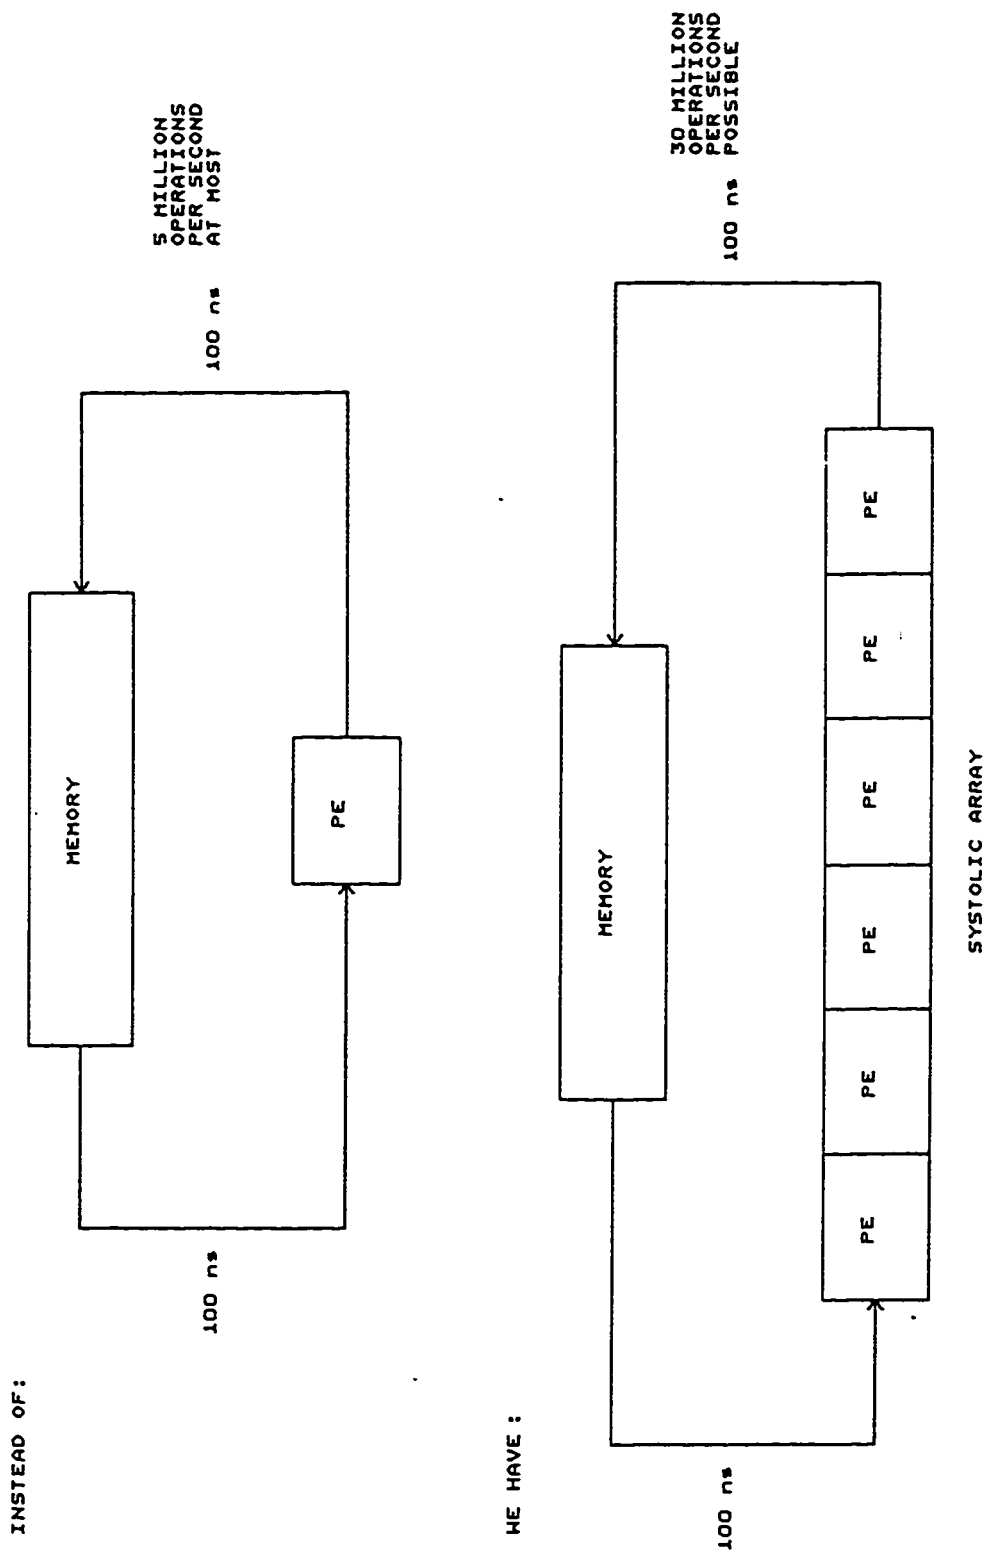 INSTEAD OF:
MEMORY
PE
100 ns
100 ns
5 MILLION
OPERATIONS
PER SECOND
AT MOST
WE HAVE:
MEMORY
PE
PE
PE
PE
PE
PE
100 ns
100 ns
30 MILLION
OPERATIONS
PER SECOND
POSSIBLE
SYSTOLIC ARRAY